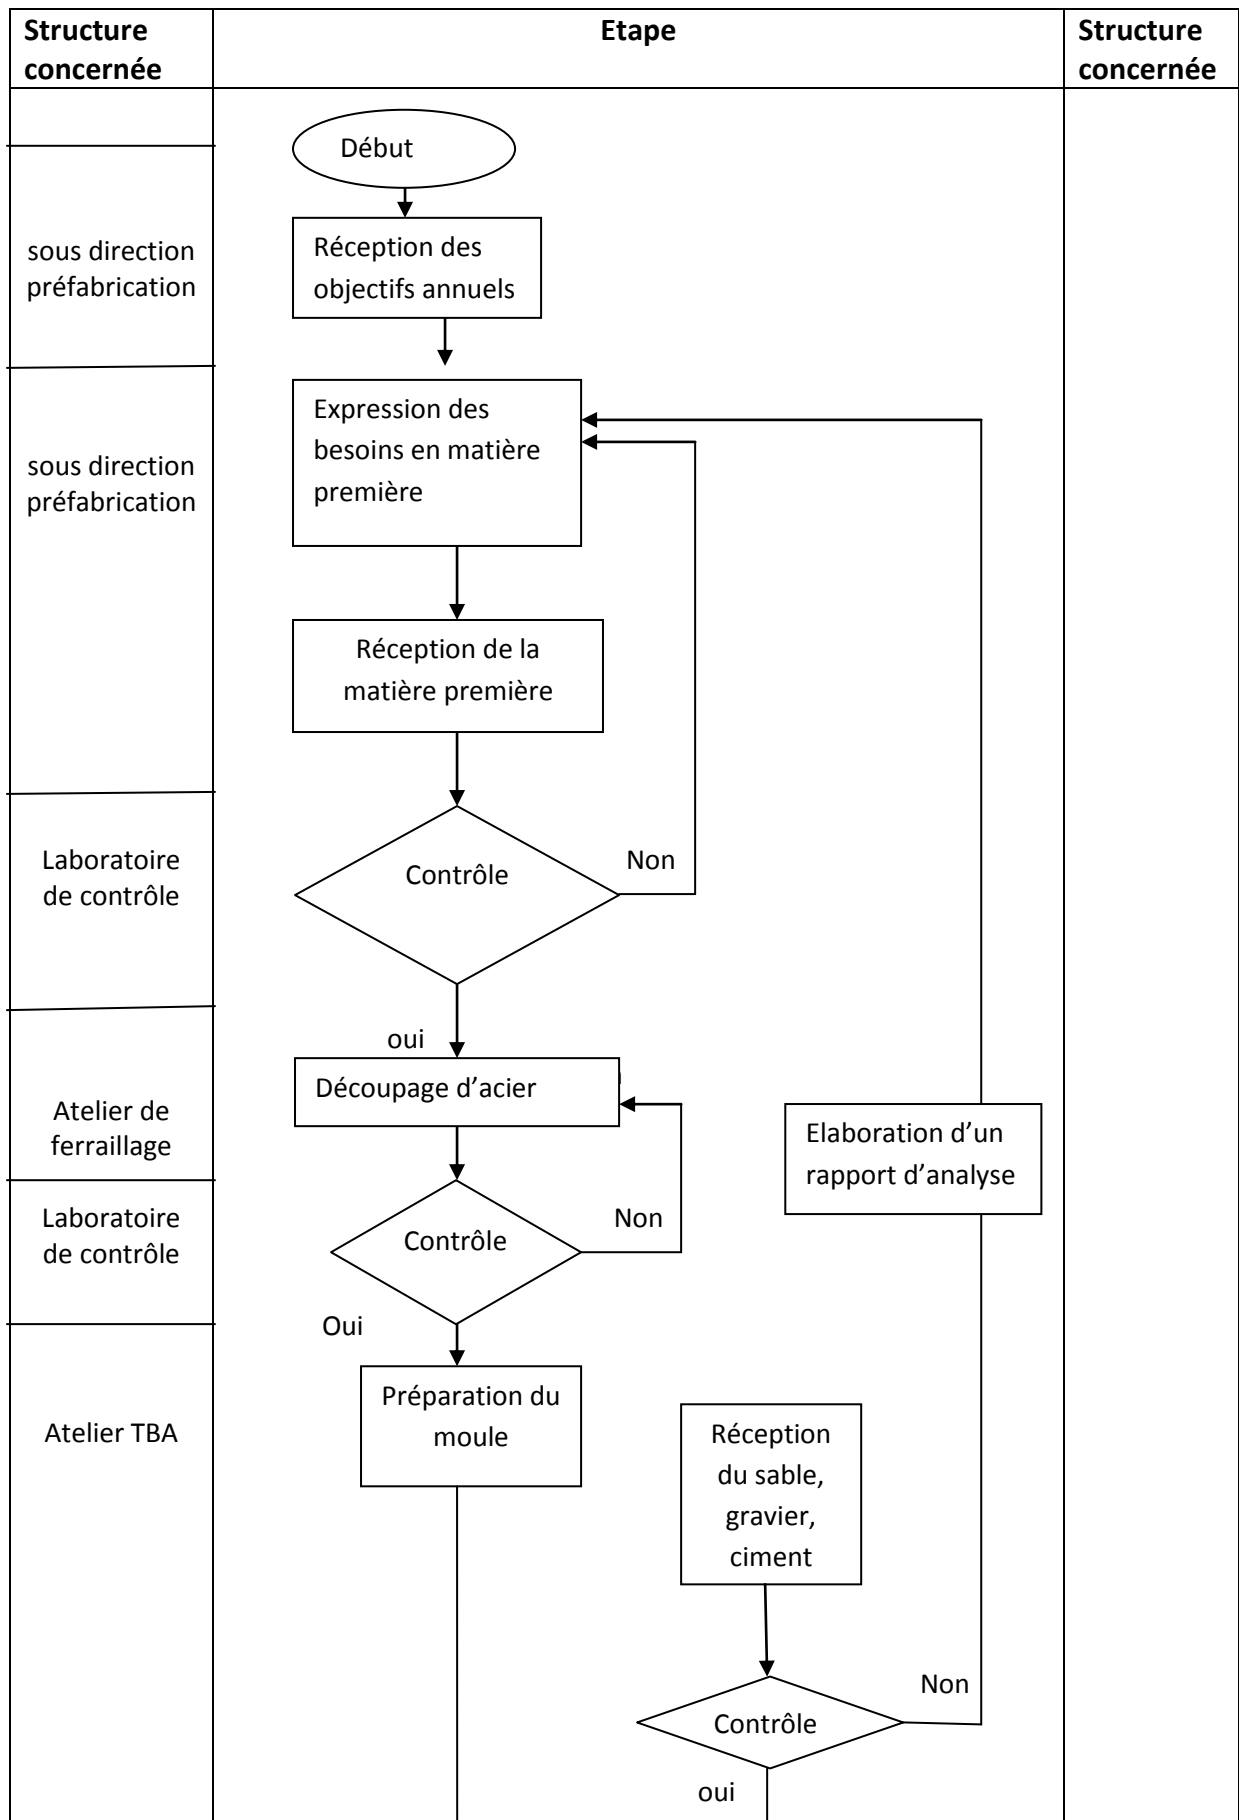 Structure
concernée
Etape
Structure
concernée
Début
sous direction
préfabrication
Réception des
objectifs annuels
Expression des
besoins en matière
première
sous direction
préfabrication
Réception de la
matière première
Laboratoire
de contrôle
Contrôle
Non
oui
Découpage d’acier
Atelier de
ferraillage
Elaboration d’un
rapport d’analyse
Laboratoire
de contrôle
Contrôle
Non
Oui
Préparation du
moule
Atelier TBA
Réception
du sable,
gravier,
ciment
Non
Contrôle
oui